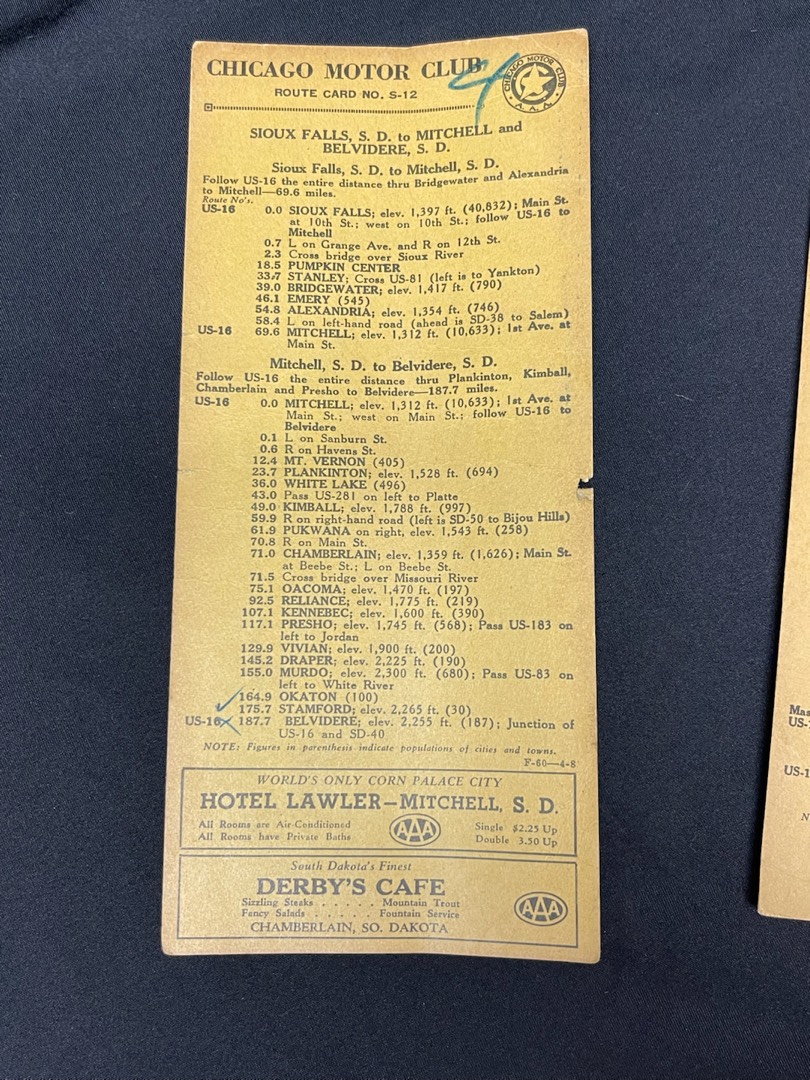 CHICAGO MOTOR CLUB
4
CHICAGO MOTOR CLUB
A. A. A.
ROUTE CARD NO. S-12
SIOUX FALLS, S. D. to MITCHELL and
BELVIDERE, S. D.
Sioux Falls, S. D. to Mitchell, S. D.
Follow US-16 the entire distance thru Bridgewater and Alexandria
to Mitchell—69.6 miles.
Route No's.
US-16 0.0 SIOUX FALLS; elev. 1,397 ft. (40,832); Main St.
at 10th St.; west on 10th St.; follow US-16 to
Mitchell
0.7 L on Grange Ave. and R on 12th St.
2.3 Cross bridge over Sioux River
18.5 PUMPKIN CENTER
33.7 STANLEY; Cross US-81 (left is to Yankton)
39.0 BRIDGEWATER; elev. 1,417 ft. (790)
46.1 EMERY (545)
54.8 ALEXANDRIA; elev. 1,354 ft. (746)
58.4 L on left-hand road (ahead is SD-38 to Salem)
US-16 69.6 MITCHELL; elev. 1,312 ft. (10,633); 1st Ave. at
Main St.
Mitchell, S. D. to Belvidere, S. D.
Follow US-16 the entire distance thru Plankinton, Kimball,
Chamberlain and Presho to Belvidere—187.7 miles.
US-16 0.0 MITCHELL; elev. 1,312 ft. (10,633); 1st Ave. at
Main St.; west on Main St.; follow US-16 to
Belvidere
0.1 L on Sanburn St.
0.6 R on Havens St.
12.4 MT. VERNON (405)
23.7 PLANKINTON; elev. 1,528 ft. (694)
36.0 WHITE LAKE (496)
43.0 Pass US-281 on left to Platte
49.0 KIMBALL; elev. 1,788 ft. (997)
59.9 R on right-hand road (left is SD-50 to Bijou Hills)
61.9 PUKWANA on right, elev. 1,543 ft. (258)
70.8 R on Main St.
71.0 CHAMBERLAIN; elev. 1,359 ft. (1,626); Main St.
at Beebe St.; L on Beebe St.
71.5 Cross bridge over Missouri River
75.1 OACOMA; elev. 1,470 ft. (197)
92.5 RELIANCE; elev. 1,775 ft. (219)
107.1 KENNEBEC; elev. 1,600 ft. (390)
117.1 PRESHO; elev. 1,745 ft. (568); Pass US-183 on
left to Jordan
129.9 VIVIAN; elev. 1,900 ft. (200)
145.2 DRAPER; elev. 2,225 ft. (190)
155.0 MURDO; elev. 2,300 ft. (680); Pass US-83 on
left to White River
164.9 OKATON (100)
175.7 STAMFORD; elev. 2,265 ft. (30)
US-16 187.7 BELVIDERE; elev. 2,255 ft. (187); Junction of
US-16 and SD-40
NOTE: Figures in parenthesis indicate populations of cities and towns.
F-60—4-8
WORLD'S ONLY CORN PALACE CITY
HOTEL LAWLER—MITCHELL, S. D.
All Rooms are Air-Conditioned
All Rooms have Private Baths
AAA
Single $2.25 Up
Double 3.50 Up
South Dakota's Finest
DERBY'S CAFE
Sizzling Steaks . . . . . Mountain Trout
Fancy Salads . . . . . Fountain Service
CHAMBERLAIN, SO. DAKOTA
AAA
Mas
US-
US-1
N